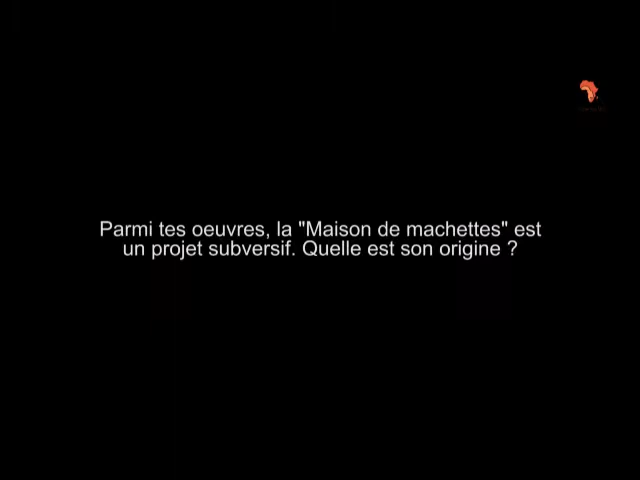 Parmi tes oeuvres, la "Maison de machettes" est
un projet subversif. Quelle est son origine ?